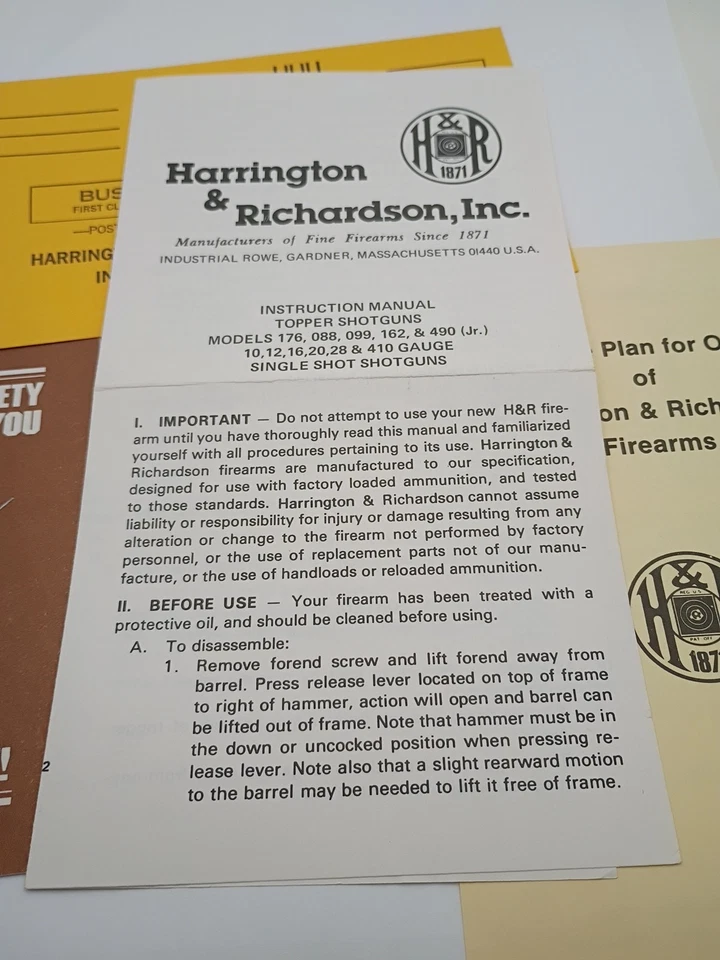 BUS
FIRST CL
—POS
HARRING
IN
ETY
YOU
!
2
H&R
1871
Harrington
& Richardson, Inc.
Manufacturers of Fine Firearms Since 1871
INDUSTRIAL ROWE, GARDNER, MASSACHUSETTS 01440 U.S.A.
INSTRUCTION MANUAL
TOPPER SHOTGUNS
MODELS 176, 088, 099, 162, & 490 (Jr.)
10,12,16,20,28 & 410 GAUGE
SINGLE SHOT SHOTGUNS
I. IMPORTANT — Do not attempt to use your new H&R fire-
arm until you have thoroughly read this manual and familiarized
yourself with all procedures pertaining to its use. Harrington &
Richardson firearms are manufactured to our specification,
designed for use with factory loaded ammunition, and tested
to those standards. Harrington & Richardson cannot assume
liability or responsibility for injury or damage resulting from any
alteration or change to the firearm not performed by factory
personnel, or the use of replacement parts not of our manu-
facture, or the use of handloads or reloaded ammunition.
II. BEFORE USE — Your firearm has been treated with a
protective oil, and should be cleaned before using.
A. To disassemble:
1. Remove forend screw and lift forend away from
barrel. Press release lever located on top of frame
to right of hammer, action will open and barrel can
be lifted out of frame. Note that hammer must be in
the down or uncocked position when pressing re-
lease lever. Note also that a slight rearward motion
to the barrel may be needed to lift it free of frame.
Plan for O
of
on & Rich
Firearms
H&
REG. U.S.
PAT. OFF.
187